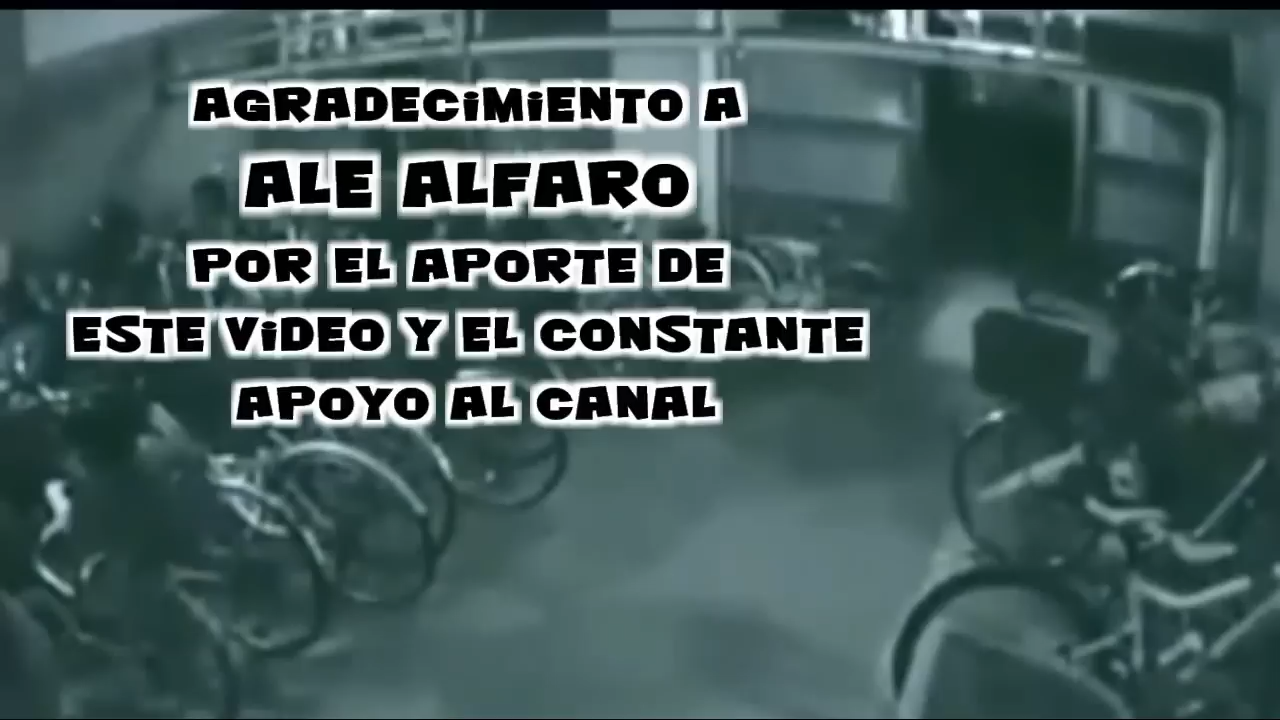 AGRADECIMIENTO A
ALE ALFARO
POR EL APORTE DE
ESTE VIDEO Y EL CONSTANTE
APOYO AL CANAL